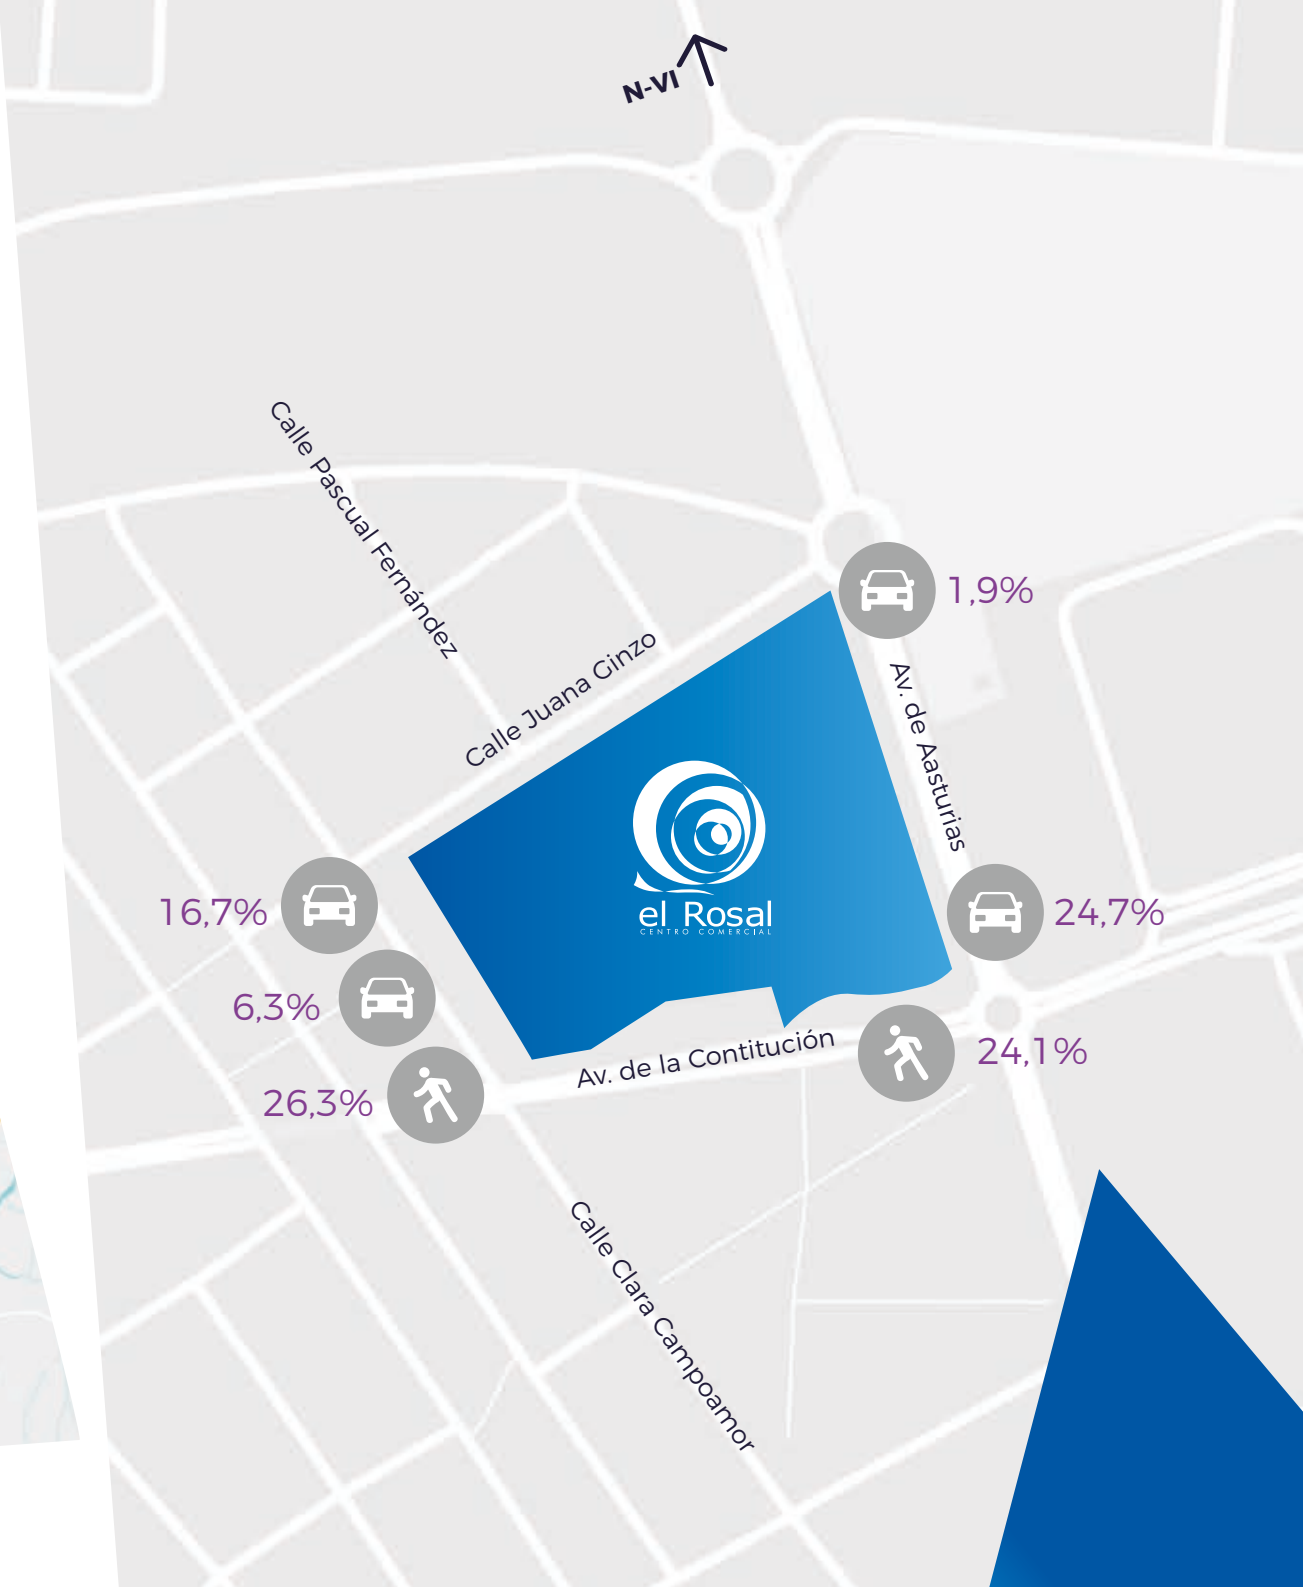 N-VI
Calle Pascual Fernández
1,9%
Calle Juana Ginzo
Av. de Aasturias
el Rosal
CENTRO COMERCIAL
16,7%
24,7%
6,3%
Av. de la Contitución
24,1%
26,3%
Calle Clara Campoamor